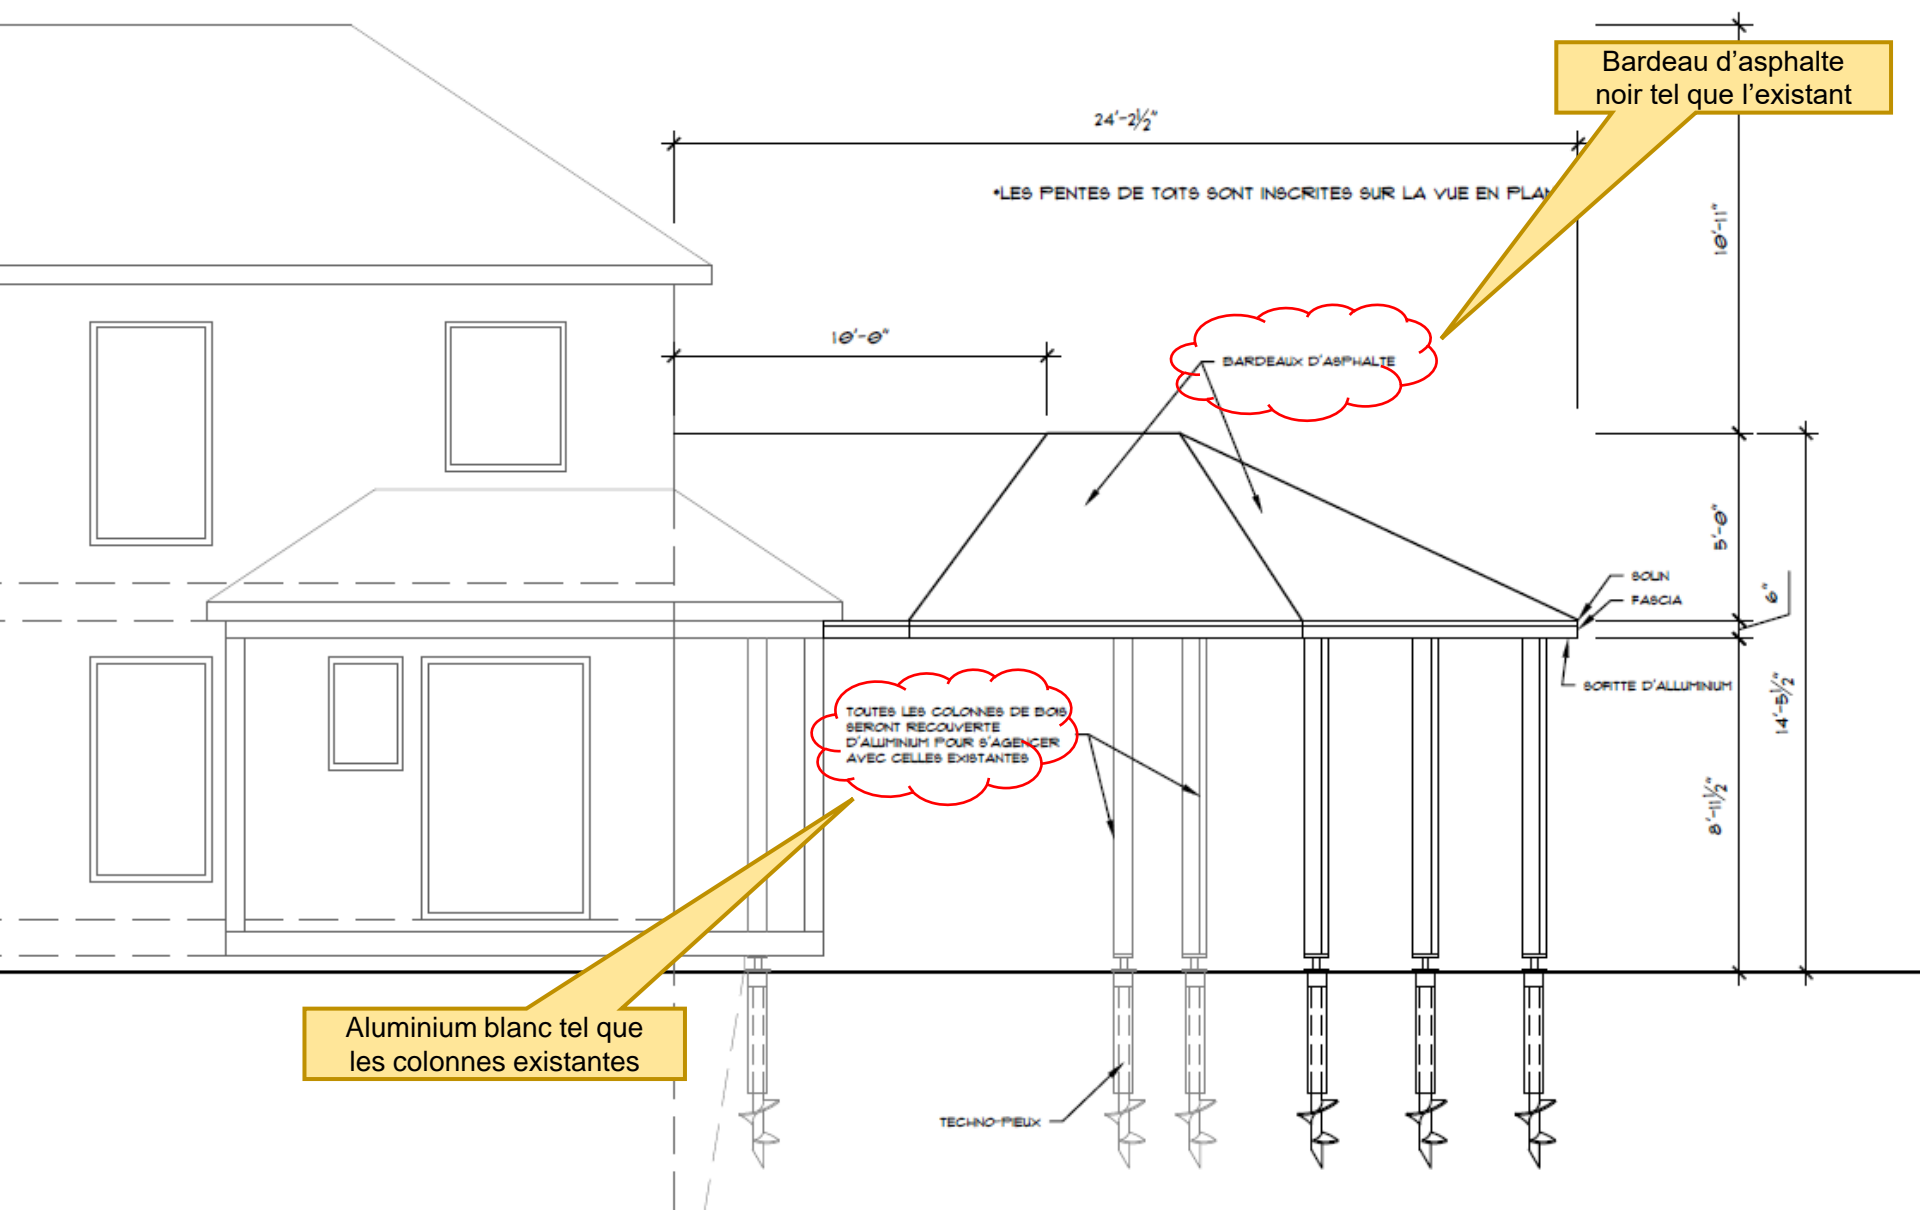 Bardeau d'asphalte
noir tel que l'existant
24'-2½"
*LES PENTES DE TOITS SONT INSCRITES SUR LA VUE EN PLAN
10'-11"
10'-0"
BARDEAUX D'ASPHALTE
5'-0"
SOLIN
6"
FASCIA
SOFITTE D'ALLUMINIUM
14'-5½"
TOUTES LES COLONNES DE BOIS
SERONT RECOUVERTE
D'ALUMINIUM POUR S'AGENCER
AVEC CELLES EXISTANTES
8'-11½"
Aluminium blanc tel que
les colonnes existantes
TECHNO-PIEUX